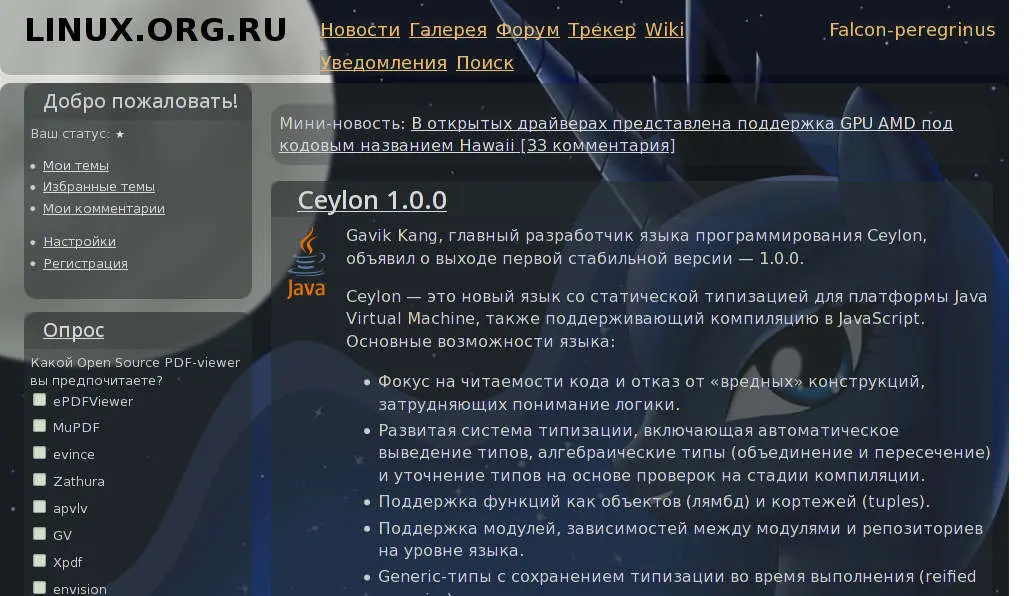 LINUX.ORG.RU
Новости Галерея Форум Трекер Wiki
Уведомления Поиск
Falcon-peregrinus
Добро пожаловать!
Ваш статус: ★
• Мои темы
• Избранные темы
• Мои комментарии
• Настройки
• Регистрация
Опрос
Какой Open Source PDF-viewer
вы предпочитаете?
ePDFViewer
MuPDF
evince
Zathura
apvlv
GV
Xpdf
envision
Мини-новость: В открытых драйверах представлена поддержка GPU AMD под
кодовым названием Hawaii [33 комментария]
Ceylon 1.0.0
Java
Gavik Kang, главный разработчик языка программирования Ceylon,
объявил о выходе первой стабильной версии — 1.0.0.
Ceylon — это новый язык со статической типизацией для платформы Java
Virtual Machine, также поддерживающий компиляцию в JavaScript.
Основные возможности языка:
• Фокус на читаемости кода и отказ от «вредных» конструкций,
затрудняющих понимание логики.
• Развитая система типизации, включающая автоматическое
выведение типов, алгебраические типы (объединение и пересечение)
и уточнение типов на основе проверок на стадии компиляции.
• Поддержка функций как объектов (лямбд) и кортежей (tuples).
• Поддержка модулей, зависимостей между модулями и репозиториев
на уровне языка.
• Generic-типы с сохранением типизации во время выполнения (reified